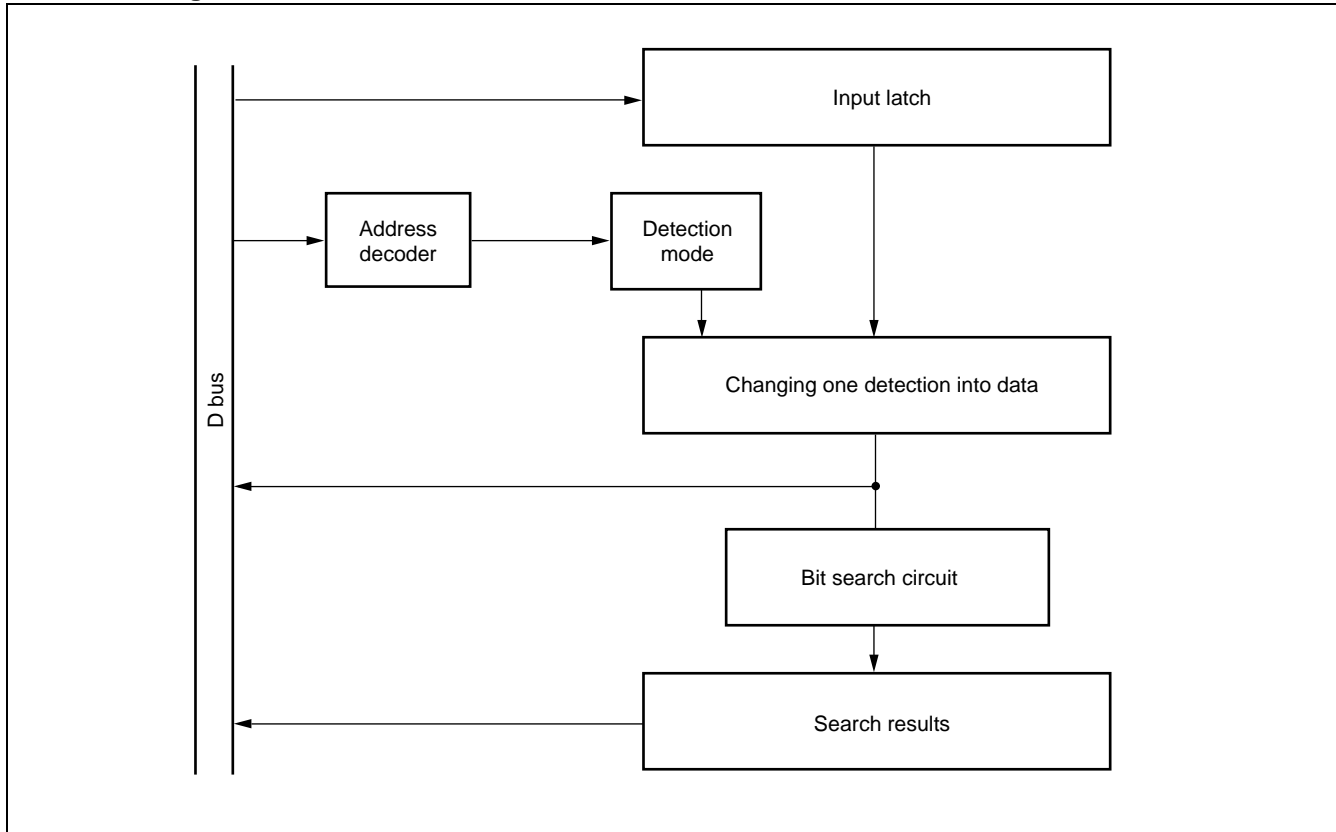 Input latch
Address
decoder
Detection
mode
D bus
Changing one detection into data
Bit search circuit
Search results